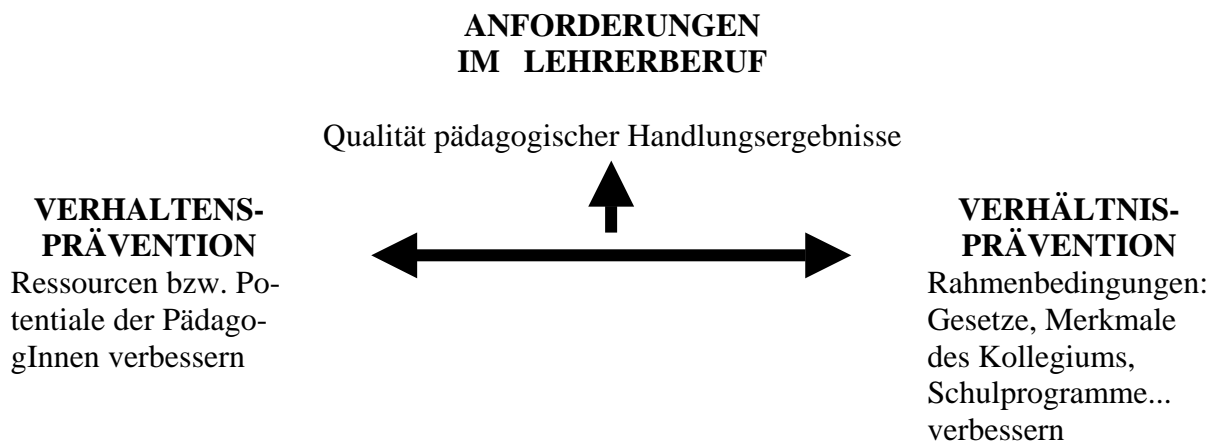 ANFORDERUNGEN
IM LEHRERBERUF
Qualität pädagogischer Handlungsergebnisse
VERHALTENS-
PRÄVENTION
Ressourcen bzw. Po-
tentiale der Pädago-
gInnen verbessern
VERHÄLTNIS-
PRÄVENTION
Rahmenbedingungen:
Gesetze, Merkmale
des Kollegiums,
Schulprogramme...
verbessern